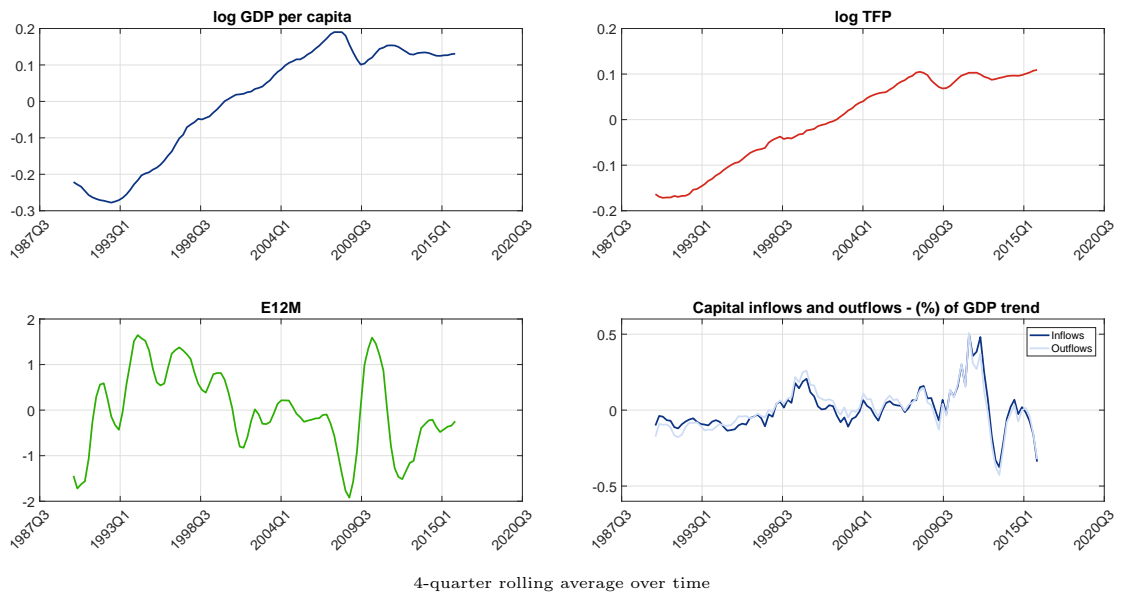 log GDP per capita
0.2
0.1
0
-0.1
-0.2
-0.3
1987Q3
1993Q1
1998Q3
2004Q1
2009Q3
2015Q1
2020Q3
log TFP
0.2
0.1
0
-0.1
-0.2
1987Q3
1993Q1
1998Q3
2004Q1
2009Q3
2015Q1
2020Q3
E12M
2
1
0
-1
-2
1987Q3
1993Q1
1998Q3
2004Q1
2009Q3
2015Q1
2020Q3
Capital inflows and outflows - (%) of GDP trend
0.5
0
-0.5
Inflows
Outflows
1987Q3
1993Q1
1998Q3
2004Q1
2009Q3
2015Q1
2020Q3
4-quarter rolling average over time